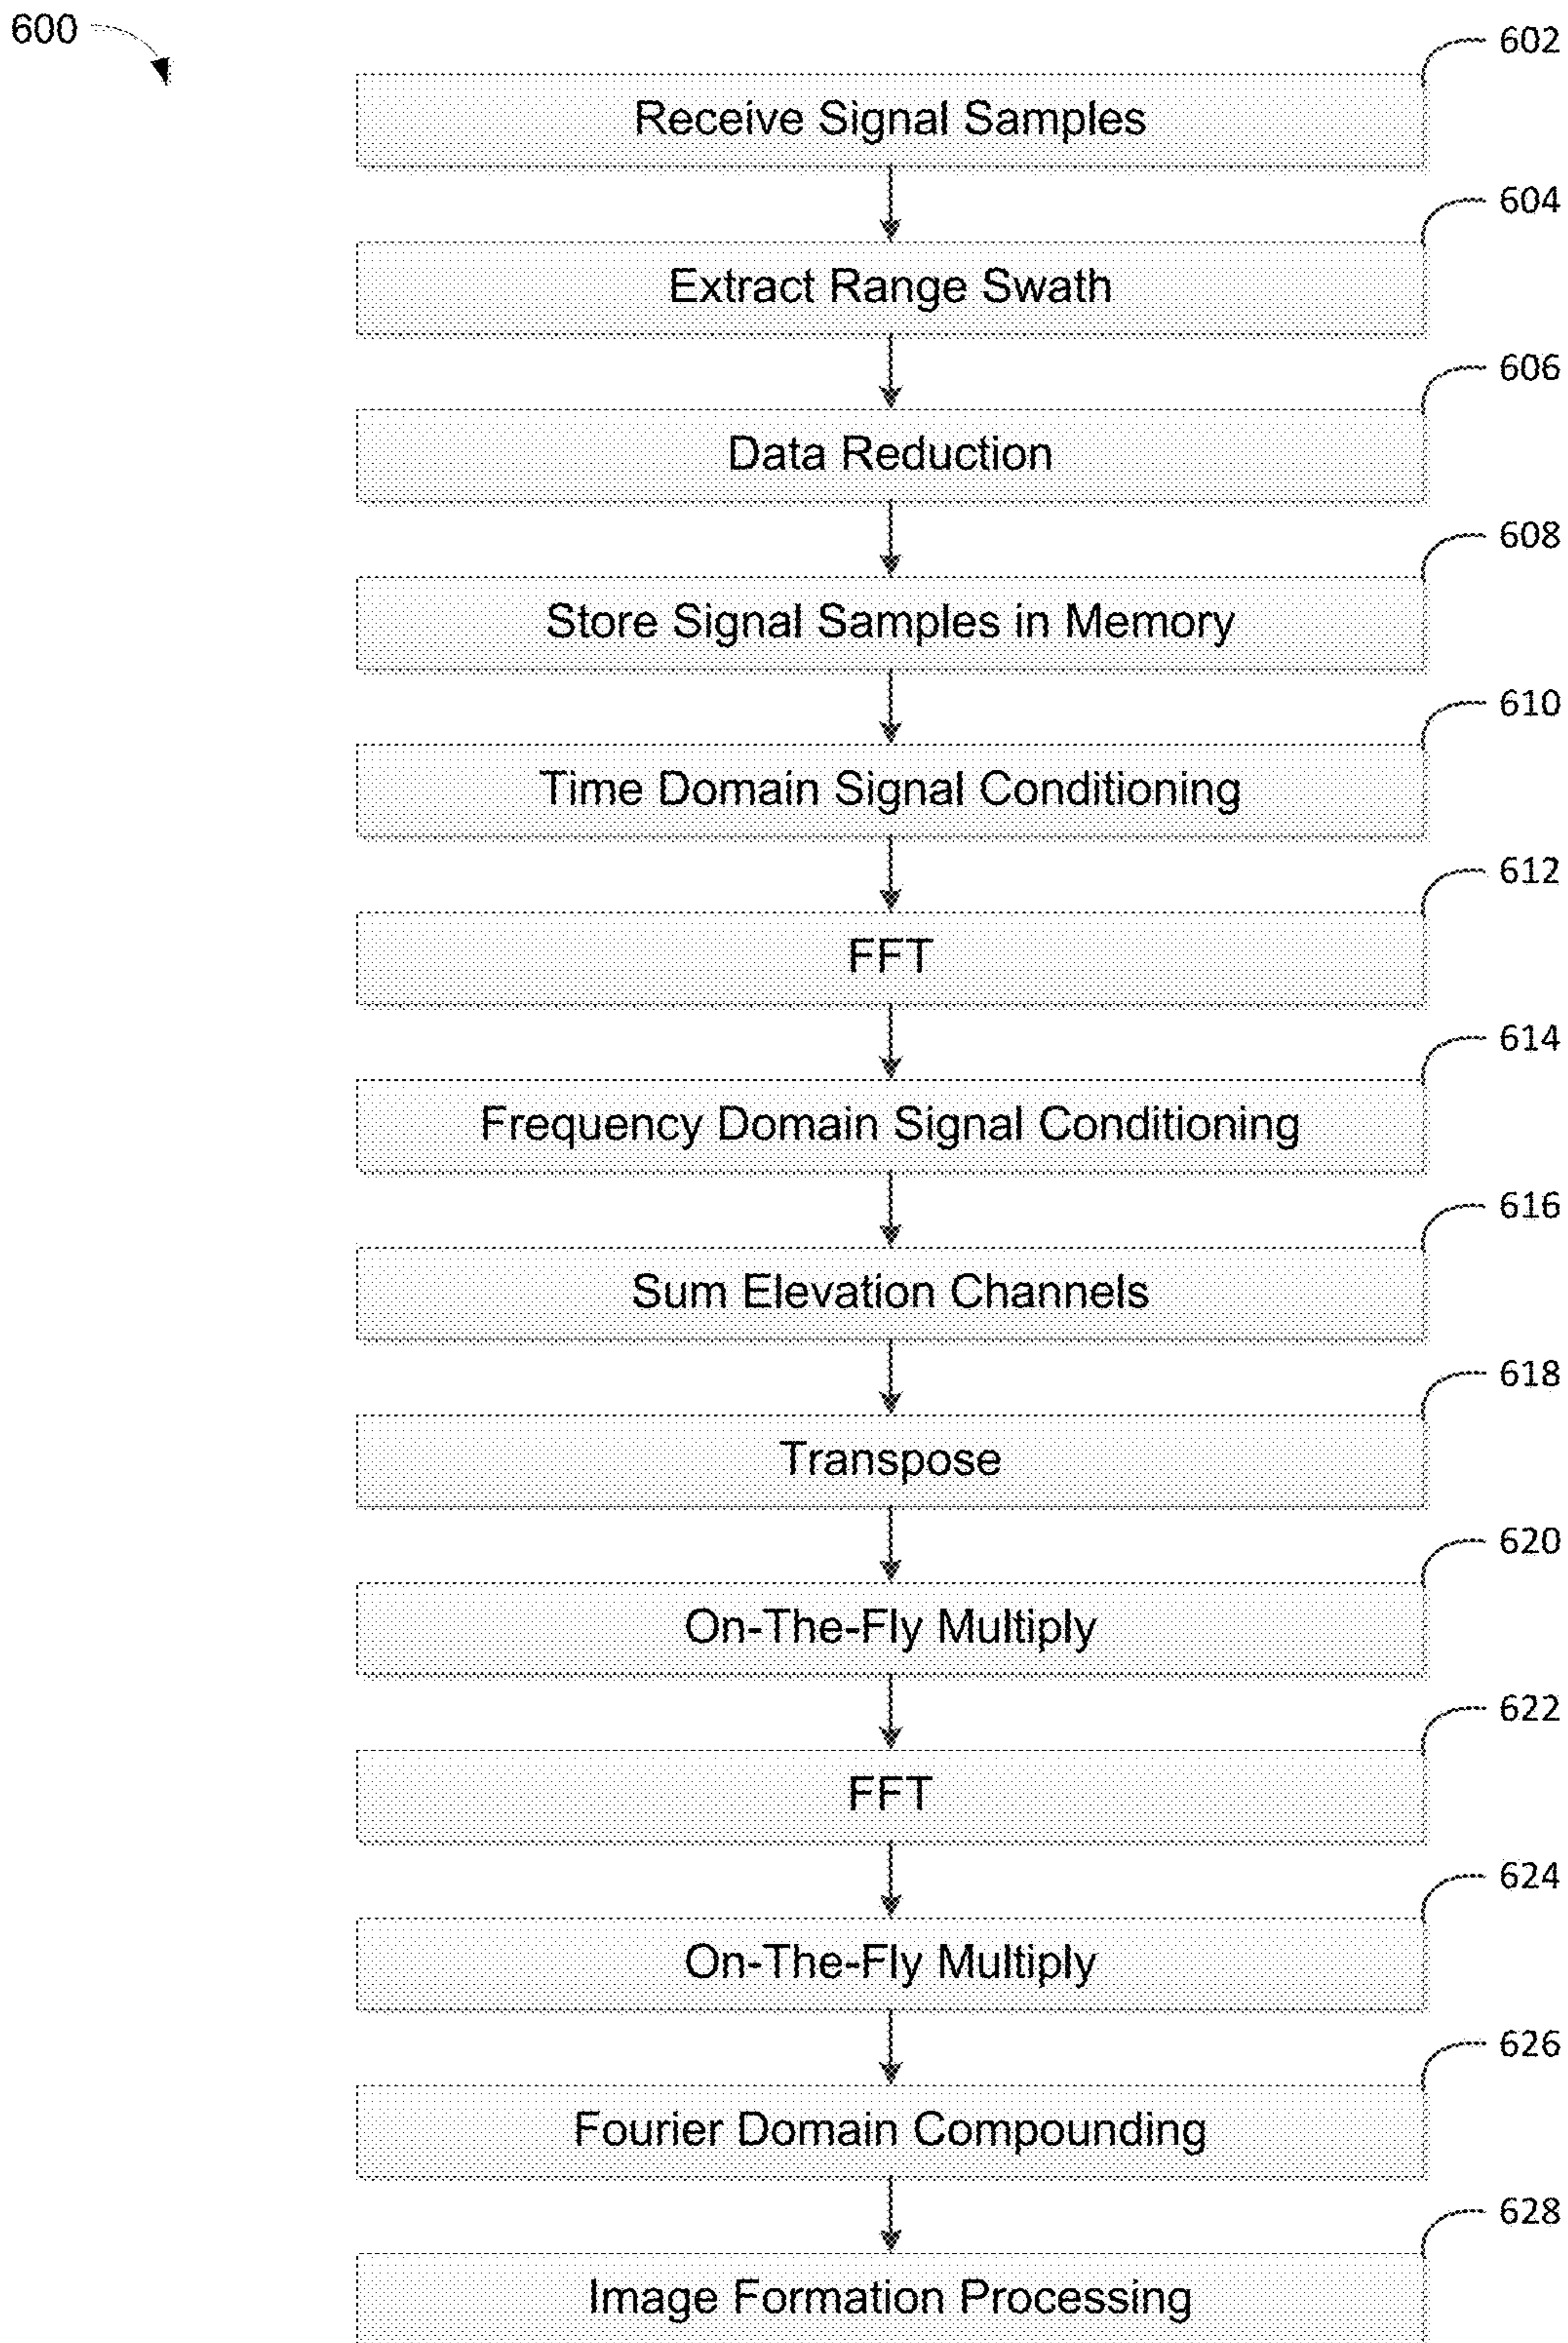 600
602
Receive Signal Samples
604
Extract Range Swath
606
Data Reduction
608
Store Signal Samples in Memory
610
Time Domain Signal Conditioning
612
FFT
614
Frequency Domain Signal Conditioning
616
Sum Elevation Channels
618
Transpose
620
On-The-Fly Multiply
622
FFT
624
On-The-Fly Multiply
626
Fourier Domain Compounding
628
Image Formation Processing